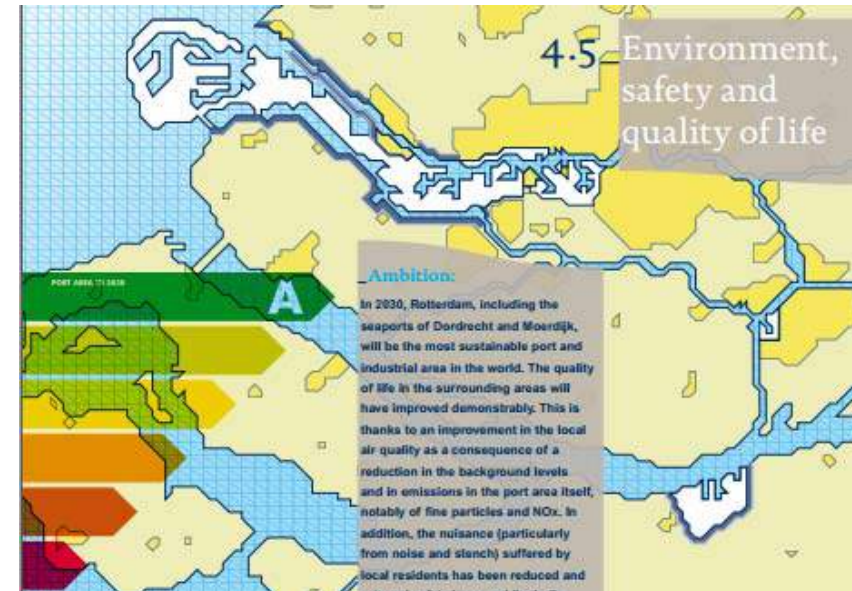 4.5_Environment,
safety and
quality of life
_Ambition:
In 2030, Rotterdam, including the
seaports of Dordrecht and Moerdijk,
will be the most sustainable port and
industrial area in the world. The quality
of life in the surrounding areas will
have improved demonstrably. This is
thanks to an improvement in the local
air quality as a consequence of a
reduction in the background levels
and in emissions in the port area itself,
notably of fine particles and NOx. In
addition, the nuisance (particularly
from noise and stench) suffered by
local residents has been reduced and
PORT AREA 2030
A